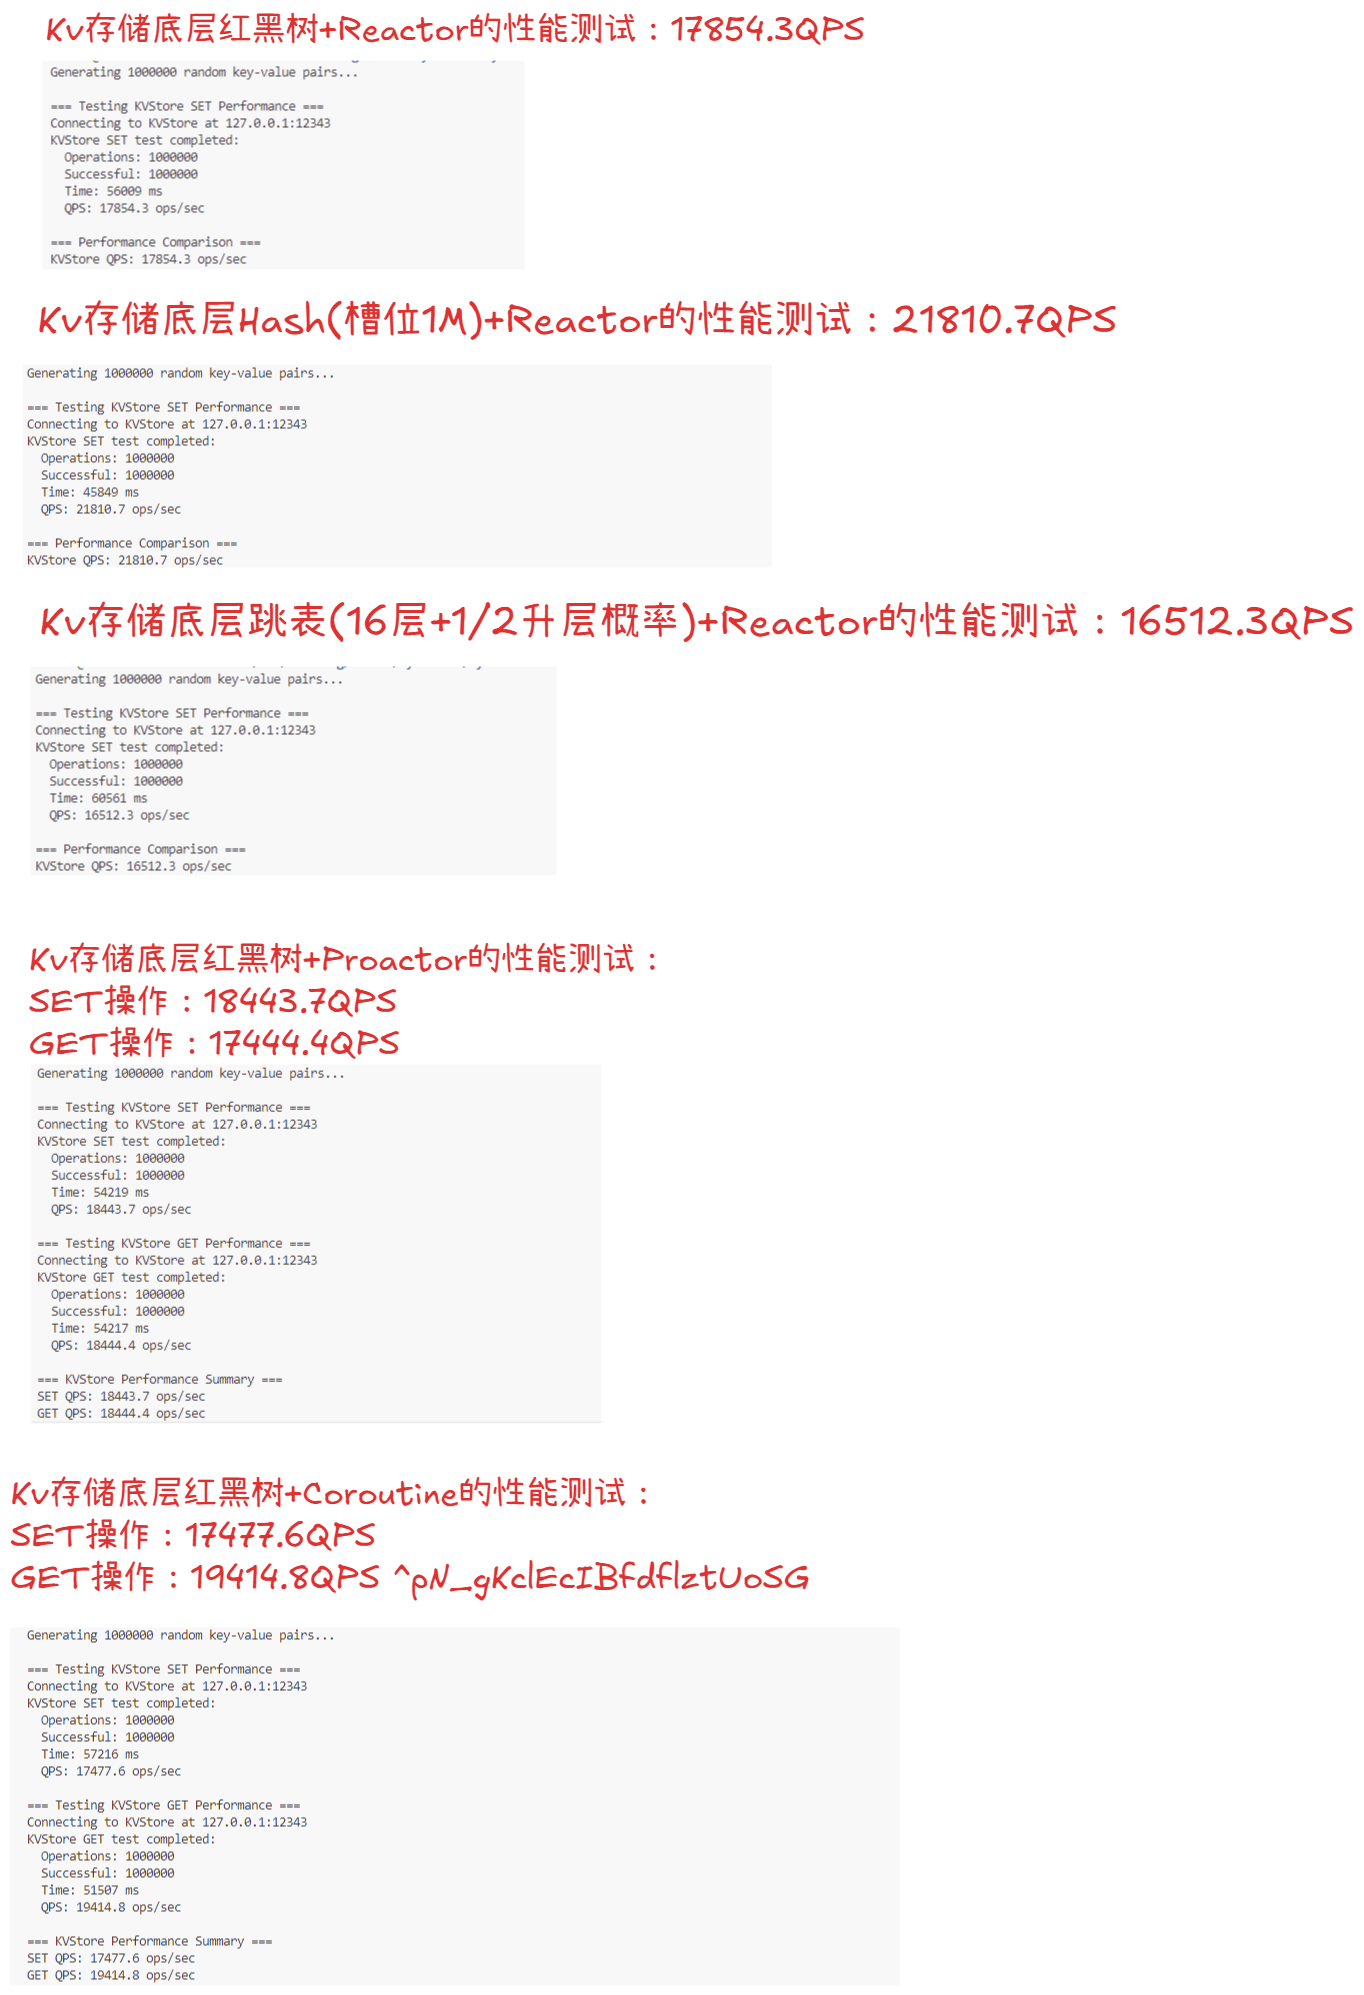 Kv存储底层红黑树+Reactor的性能测试：17854.3QPS
Generating 1000000 random key-value pairs...
=== Testing KVStore SET Performance ===
Connecting to KVStore at 127.0.0.1:12343
KVStore SET test completed:
Operations: 1000000
Successful: 1000000
Time: 56009 ms
QPS: 17854.3 ops/sec
=== Performance Comparison ===
KVStore QPS: 17854.3 ops/sec
Kv存储底层Hash(槽位1M)+Reactor的性能测试：21810.7QPS
Generating 1000000 random key-value pairs...
=== Testing KVStore SET Performance ===
Connecting to KVStore at 127.0.0.1:12343
KVStore SET test completed:
Operations: 1000000
Successful: 1000000
Time: 45849 ms
QPS: 21810.7 ops/sec
=== Performance Comparison ===
KVStore QPS: 21810.7 ops/sec
Kv存储底层跳表(16层+1/2升层概率)+Reactor的性能测试：16512.3QPS
Generating 1000000 random key-value pairs...
=== Testing KVStore SET Performance ===
Connecting to KVStore at 127.0.0.1:12343
KVStore SET test completed:
Operations: 1000000
Successful: 1000000
Time: 60561 ms
QPS: 16512.3 ops/sec
=== Performance Comparison ===
KVStore QPS: 16512.3 ops/sec
Kv存储底层红黑树+Proactor的性能测试：
SET操作：18443.7QPS
GET操作：17444.4QPS
Generating 1000000 random key-value pairs...
=== Testing KVStore SET Performance ===
Connecting to KVStore at 127.0.0.1:12343
KVStore SET test completed:
Operations: 1000000
Successful: 1000000
Time: 54219 ms
QPS: 18443.7 ops/sec
=== Testing KVStore GET Performance ===
Connecting to KVStore at 127.0.0.1:12343
KVStore GET test completed:
Operations: 1000000
Successful: 1000000
Time: 54217 ms
QPS: 18444.4 ops/sec
=== KVStore Performance Summary ===
SET QPS: 18443.7 ops/sec
GET QPS: 18444.4 ops/sec
Kv存储底层红黑树+Coroutine的性能测试：
SET操作：17477.6QPS
GET操作：19414.8QPS ^pN_gKclEcIBfdflztUoSG
Generating 1000000 random key-value pairs...
=== Testing KVStore SET Performance ===
Connecting to KVStore at 127.0.0.1:12343
KVStore SET test completed:
Operations: 1000000
Successful: 1000000
Time: 57216 ms
QPS: 17477.6 ops/sec
=== Testing KVStore GET Performance ===
Connecting to KVStore at 127.0.0.1:12343
KVStore GET test completed:
Operations: 1000000
Successful: 1000000
Time: 51507 ms
QPS: 19414.8 ops/sec
=== KVStore Performance Summary ===
SET QPS: 17477.6 ops/sec
GET QPS: 19414.8 ops/sec